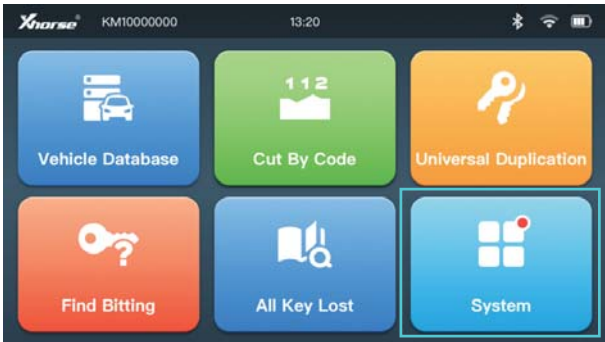 Xhorse® KM10000000 13:20
Vehicle Database
112
Cut By Code
Universal Duplication
?
Find Bitting
All Key Lost
System